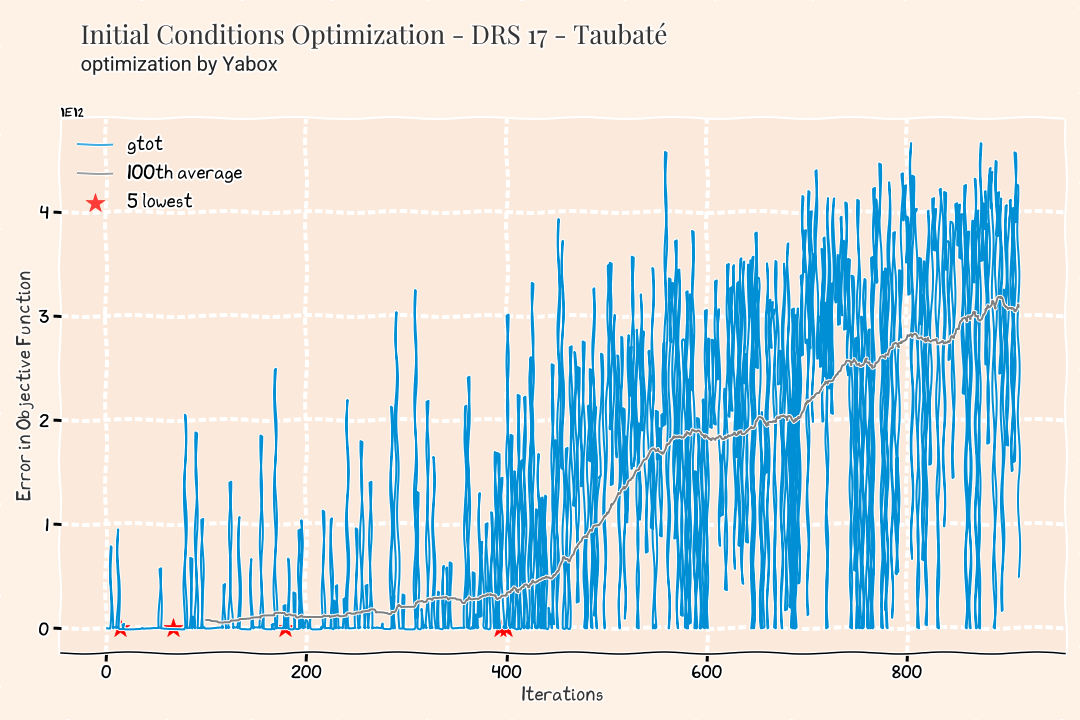 Initial Conditions Optimization - DRS 17 - Taubaté
optimization by Yabox
1E12
gtot
100th average
5 lowest
4
3
2
1
0
Error in Objective Function
0 200 400 600 800
Iterations